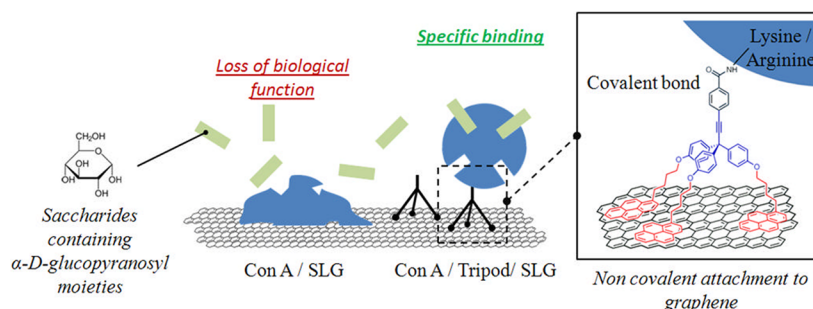 Specific binding
Loss of biological
function
CH₂OH
O
OH
OH
OH
OH
Saccharides
containing
α-D-glucopyranosyl
moieties
Con A / SLG
Con A / Tripod/ SLG
Lysine /
Arginine
O
NH
Covalent bond
O
O
O
Non covalent attachment to
graphene